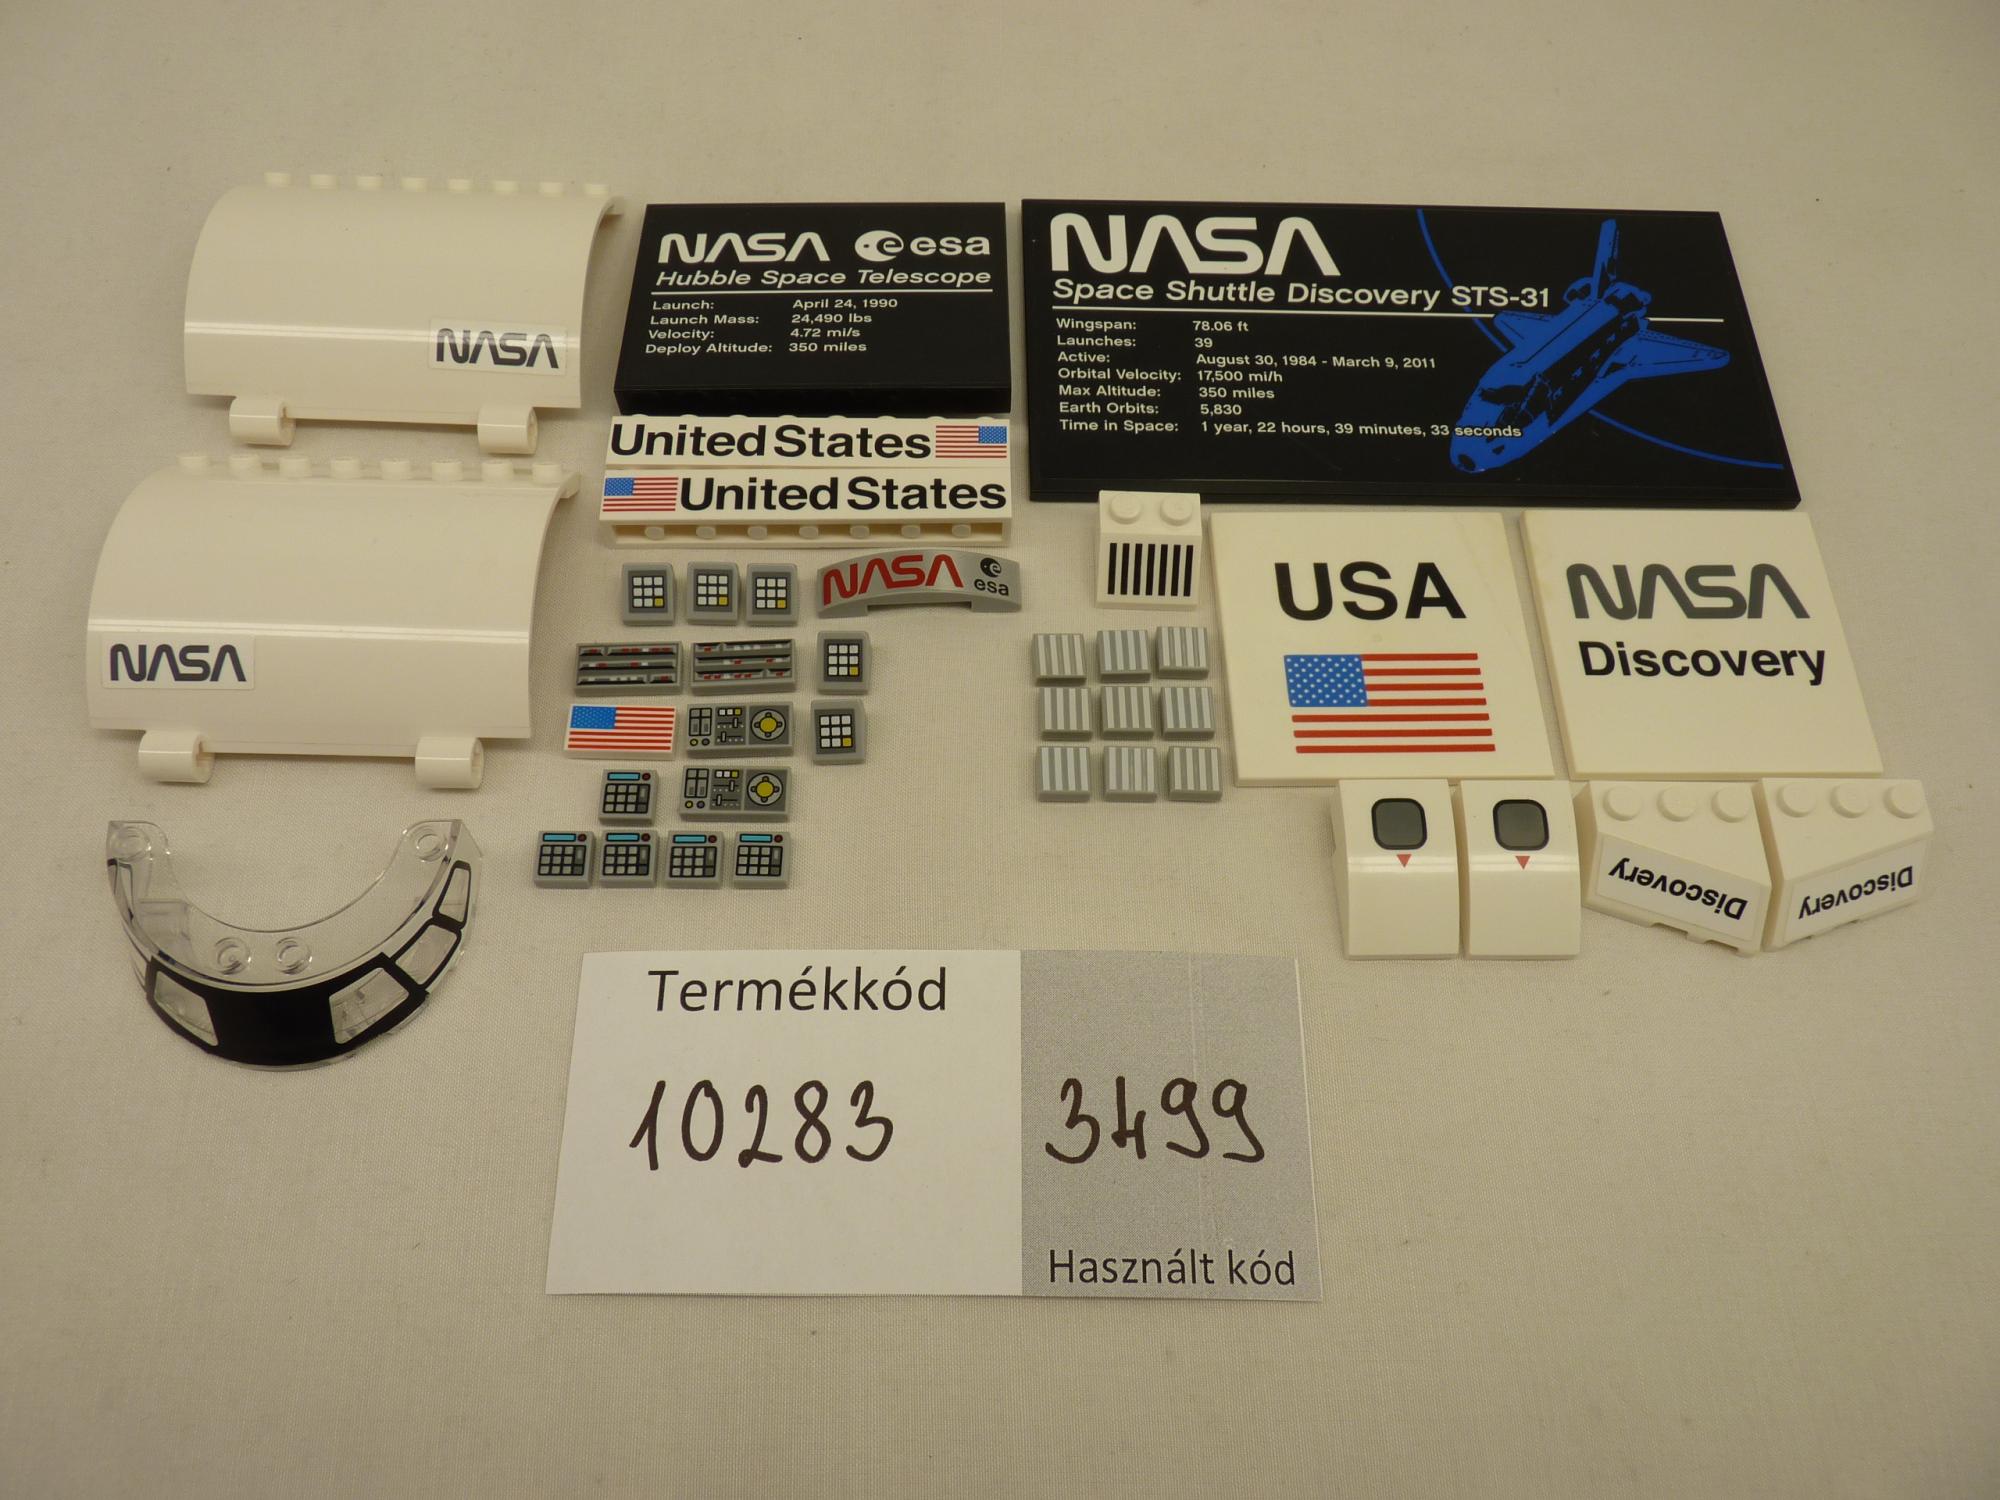 NASA
NASA
NASA esa
Hubble Space Telescope
Launch: April 24, 1990
Launch Mass: 24,490 lbs
Velocity: 4.72 mi/s
Deploy Altitude: 350 miles
NASA
Space Shuttle Discovery STS-31
Wingspan: 78.06 ft
Launches: 39
Active: August 30, 1984 - March 9, 2011
Orbital Velocity: 17,500 mi/h
Max Altitude: 350 miles
Earth Orbits: 5,830
Time in Space: 1 year, 22 hours, 39 minutes, 33 seconds
United States
United States
NASA esa
USA
NASA
Discovery
Discovery
Discovery
Termékkód
10283
3499
Használt kód